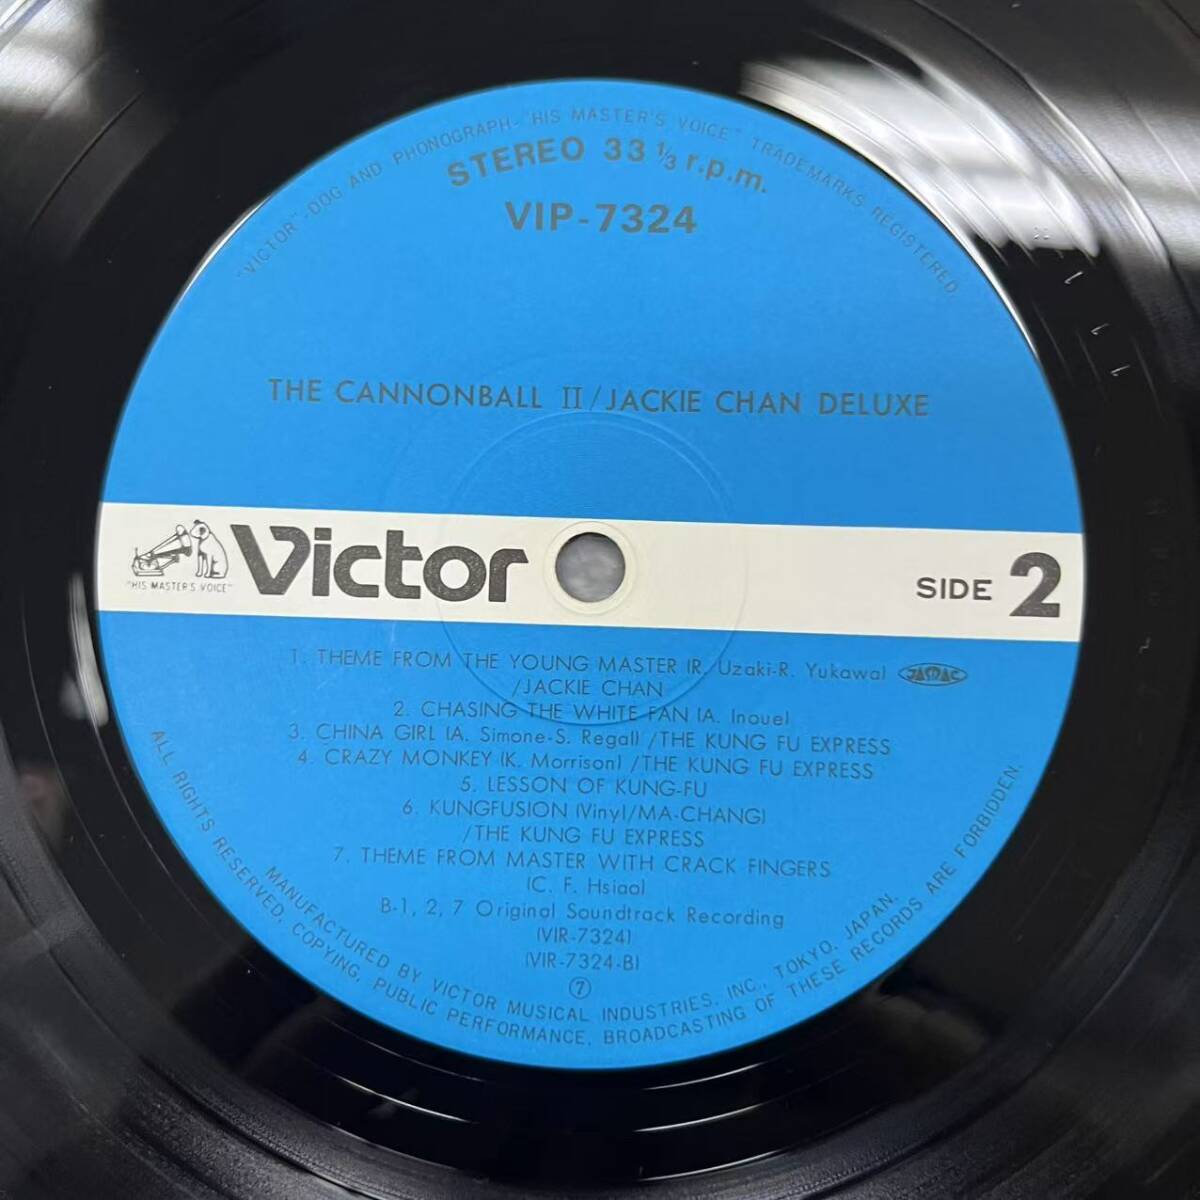 "VICTOR"-DOG AND PHONOGRAPH-"HIS MASTER'S VOICE" TRADEMARKS REGISTERED.
STEREO 33 1/3 r.p.m.
VIP-7324
THE CANNONBALL II/JACKIE CHAN DELUXE
"HIS MASTER'S VOICE"
Victor
SIDE 2
1. THEME FROM THE YOUNG MASTER (R. Uzaki-R. Yukawa) JASRAC
/JACKIE CHAN
2. CHASING THE WHITE FAN (A. Inoue)
3. CHINA GIRL (A. Simone-S. Regal) /THE KUNG FU EXPRESS
4. CRAZY MONKEY (K. Morrison) /THE KUNG FU EXPRESS
5. LESSON OF KUNG-FU
6. KUNGFUSION (Vinyl/MA-CHANG)
/THE KUNG FU EXPRESS
7. THEME FROM MASTER WITH CRACK FINGERS
(C. F. Hsiao)
B-1, 2, 7 Original Soundtrack Recording
(VIR-7324)
(VIR-7324-B)
⑦
MANUFACTURED BY VICTOR MUSICAL INDUSTRIES, INC., TOKYO, JAPAN.
ALL RIGHTS RESERVED, COPYING, PUBLIC PERFORMANCE, BROADCASTING OF THESE RECORDS ARE FORBIDDEN.